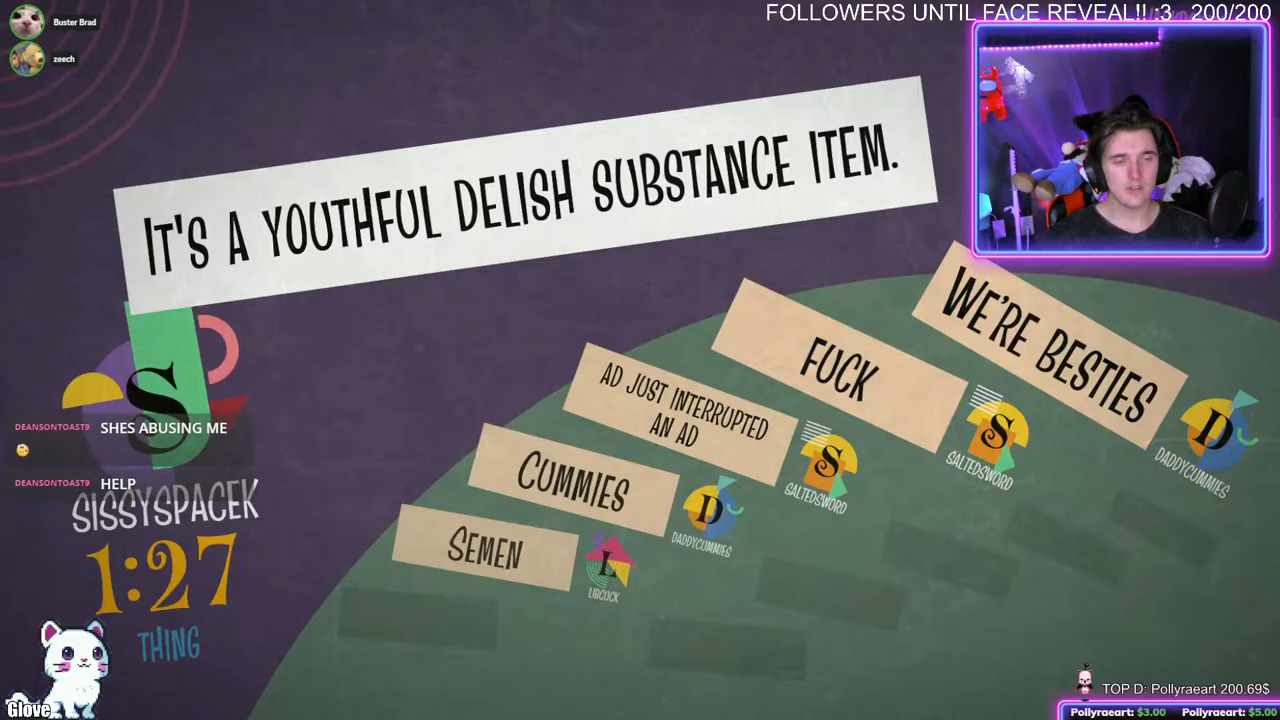 Buster Brad
zeech
FOLLOWERS UNTIL FACE REVEAL!! :3 200/200
IT'S A YOUTHFUL DELISH SUBSTANCE ITEM.
WE'RE BESTIES
D
DADDYCUMMIES
FUCK
S
SALTEDSWORD
AD JUST INTERRUPTED
AN AD
S
SALTEDSWORD
CUMMIES
D
DADDYCUMMIES
SEMEN
L
LIBCUCK
S
DEANSONTOAST9 SHES ABUSING ME
DEANSONTOAST9 HELP
SISSYSPACEK
1:27
THING
Glove
TOP D: Pollyraeart 200.69$
Pollyraeart: $3.00 Pollyraeart: $5.00